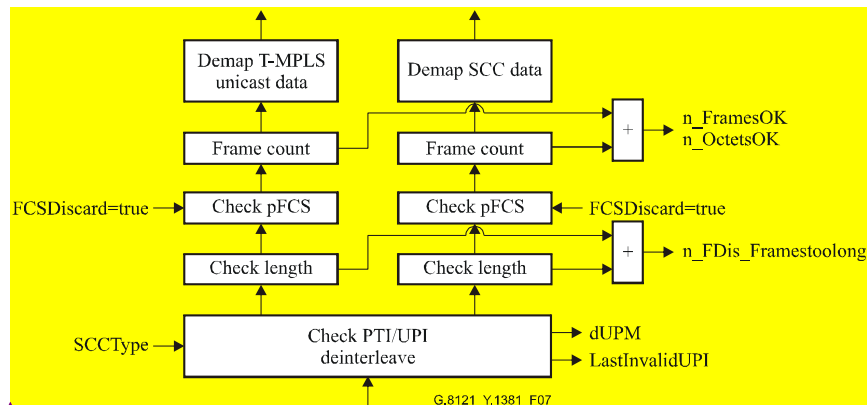 Demap T-MPLS
unicast data
Demap SCC data
Frame count
Frame count
+
n_FramesOK
n_OctetsOK
FCSDiscard=true
Check pFCS
Check pFCS
FCSDiscard=true
Check length
Check length
+
n_FDis_Framestoolong
SCCType
Check PTI/UPI
deinterleave
dUPM
LastInvalidUPI
G.8121_Y.1381_F07